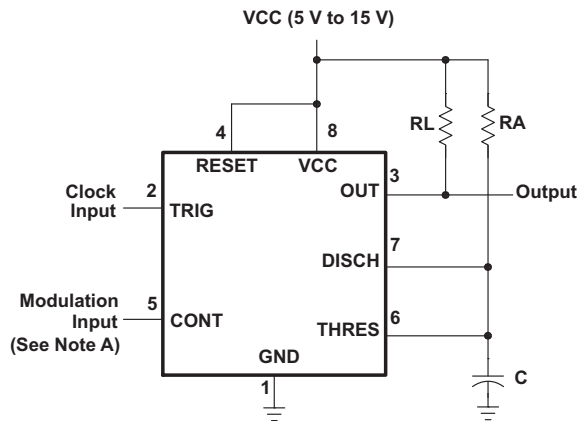 VCC (5 V to 15 V)
RL
RA
4
8
RESET
VCC
3
OUT
Output
Clock
Input
2
TRIG
7
DISCH
Modulation
Input
(See Note A)
5
CONT
6
THRES
GND
1
C